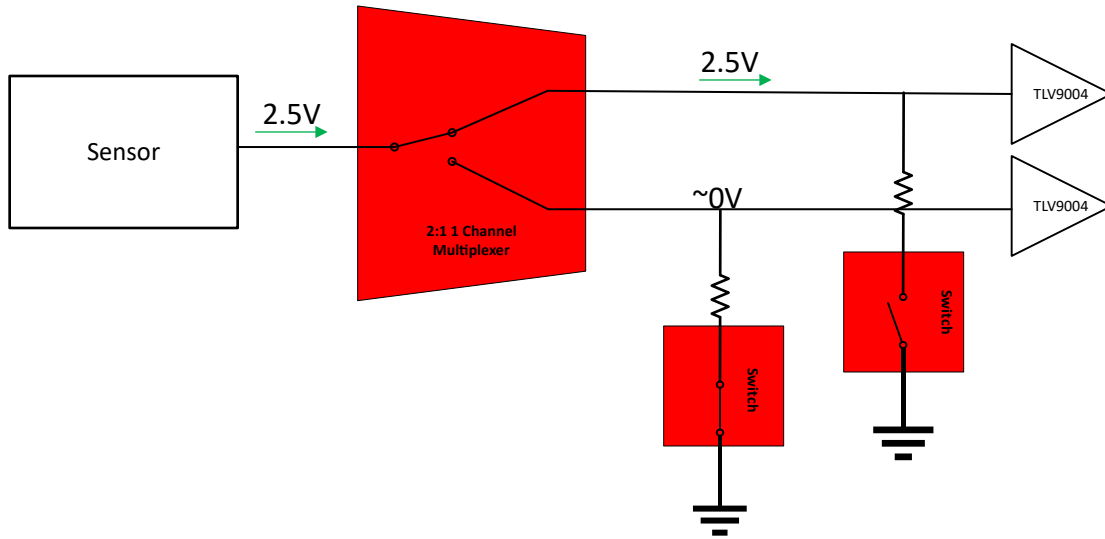 2.5V
TLV9004
2.5V
Sensor
~0V
TLV9004
2:1 1 Channel
Multiplexer
Switch
Switch